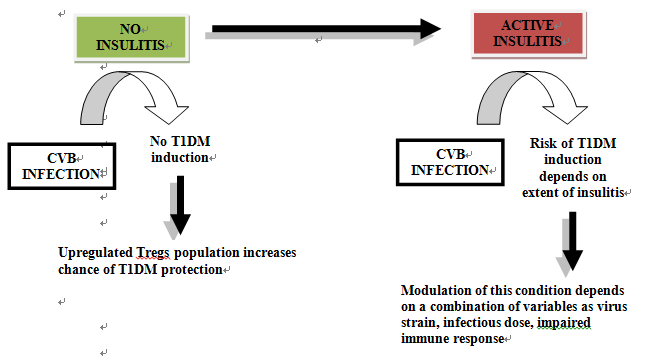 NO
INSULITIS
ACTIVE
INSULITIS
CVB
INFECTION
No T1DM
induction
Upregulated Tregs population increases
chance of T1DM protection
CVB
INFECTION
Risk of T1DM
induction
depends on
extent of insulitis
Modulation of this condition depends
on a combination of variables as virus
strain, infectious dose, impaired
immune response